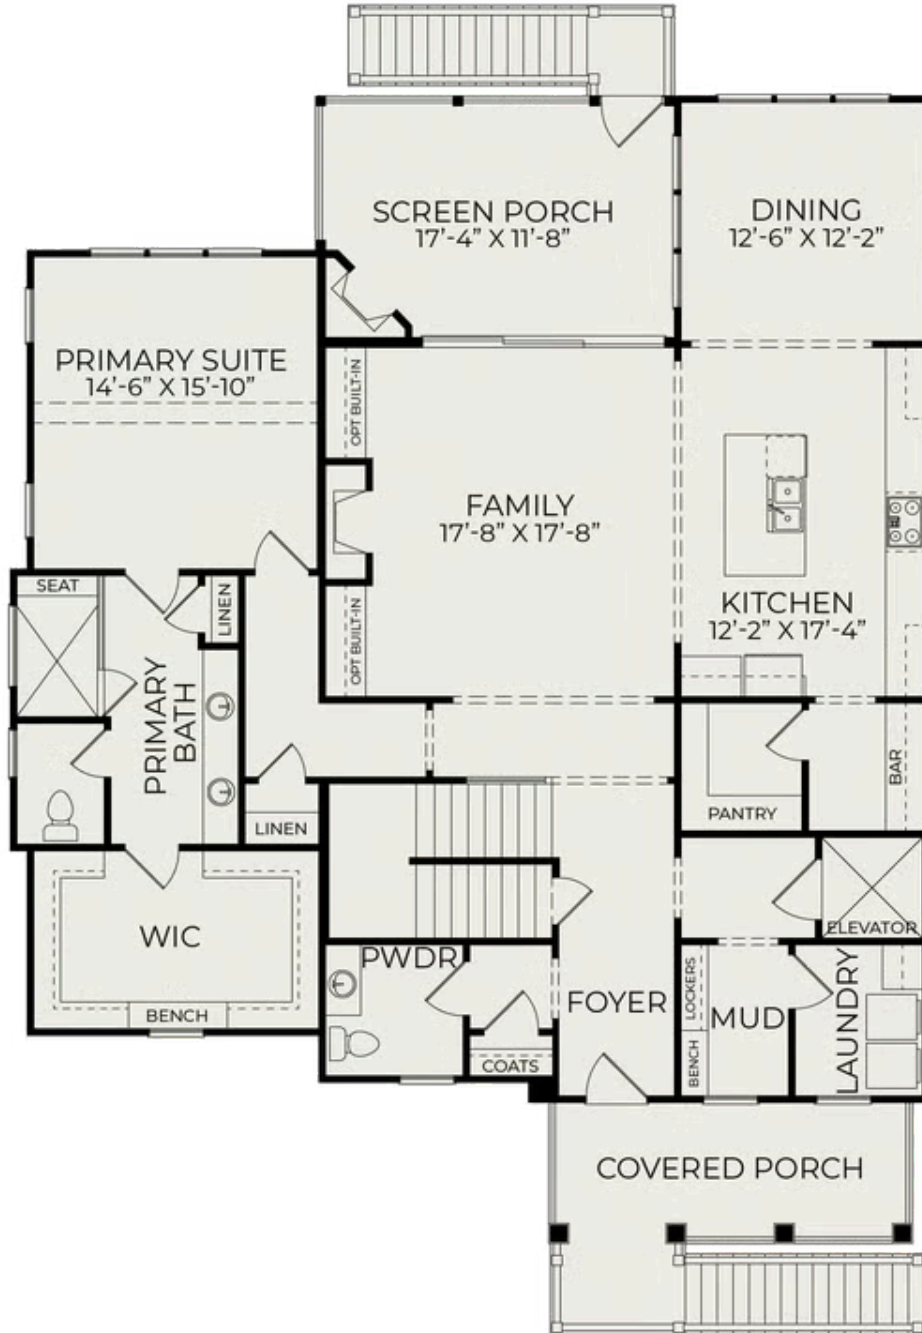 SCREEN PORCH
17'-4" X 11'-8"
DINING
12'-6" X 12'-2"
PRIMARY SUITE
14'-6" X 15'-10"
OPT BUILT-IN
FAMILY
17'-8" X 17'-8"
SEAT
LINEN
OPT BUILT-IN
KITCHEN
12'-2" X 17'-4"
PRIMARY
BATH
BAR
PANTRY
LINEN
WIC
BENCH
ELEVATOR
PWDR
FOYER
LOCKERS
BENCH
MUD
LAUNDRY
COATS
COVERED PORCH